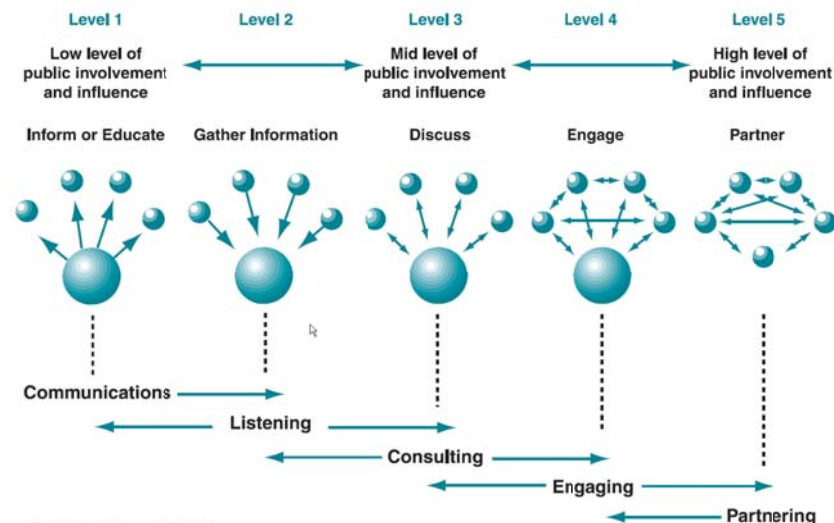 Level 1
Level 2
Level 3
Level 4
Level 5
Low level of
public involvement
and influence
Mid level of
public involvement
and influence
High level of
public involvement
and influence
Inform or Educate
Gather Information
Discuss
Engage
Partner
Communications
Listening
Consulting
Engaging
Partnering